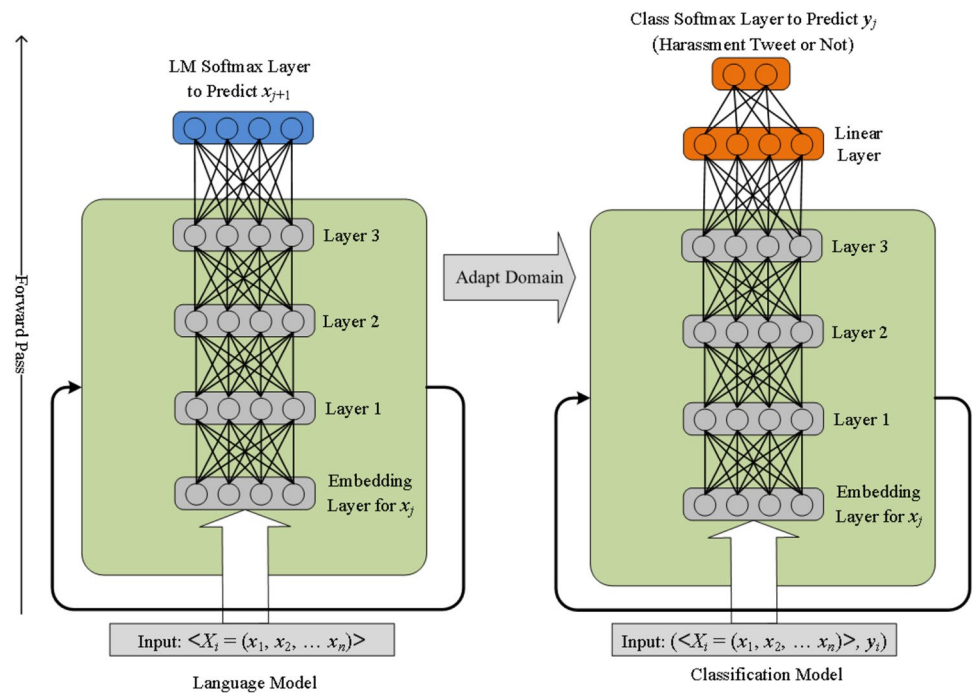 Forward Pass
LM Softmax Layer
to Predict x_{j+1}
Layer 3
Layer 2
Layer 1
Embedding
Layer for x_j
Input: <X_i = (x_1, x_2, … x_n)>
Language Model
Adapt Domain
Class Softmax Layer to Predict y_j
(Harassment Tweet or Not)
Linear
Layer
Layer 3
Layer 2
Layer 1
Embedding
Layer for x_j
Input: (<X_i = (x_1, x_2, … x_n)>, y_i)
Classification Model